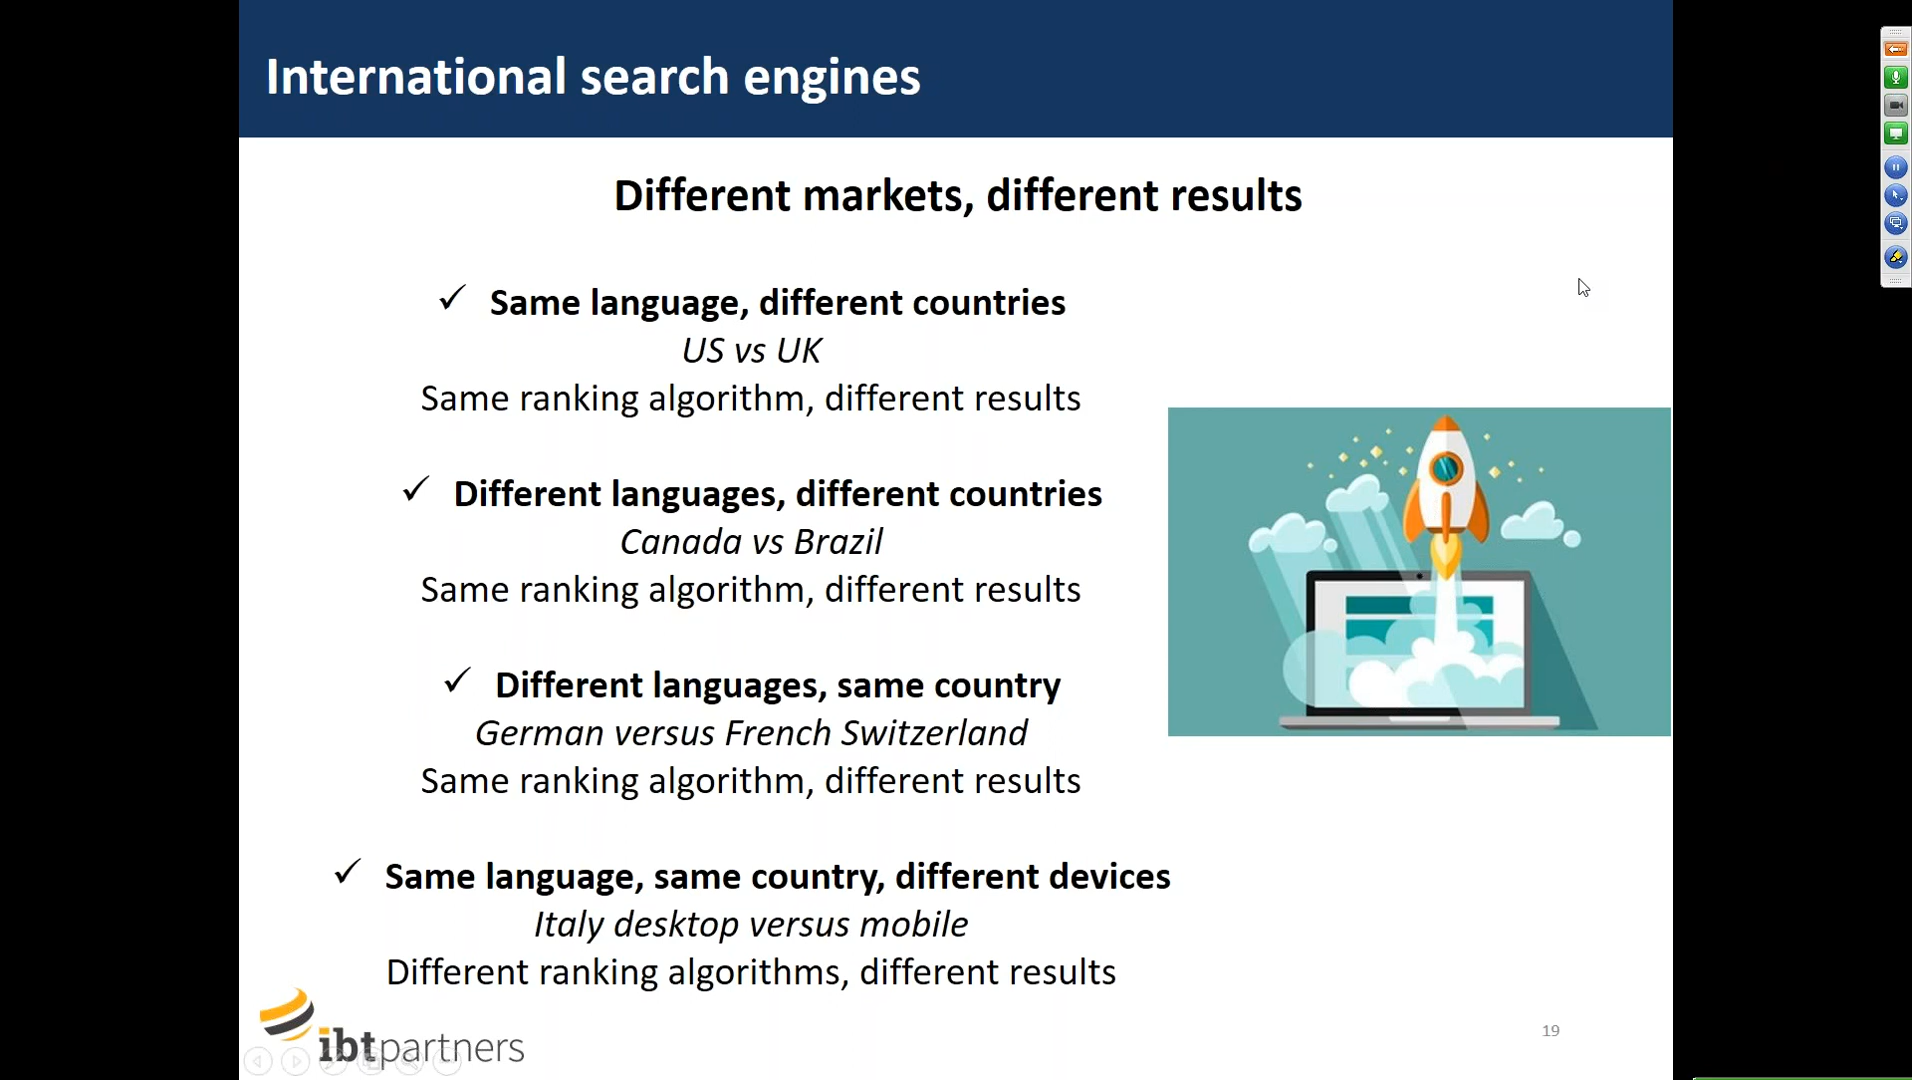 International search engines
Different markets, different results
✓ Same language, different countries
US vs UK
Same ranking algorithm, different results
✓ Different languages, different countries
Canada vs Brazil
Same ranking algorithm, different results
✓ Different languages, same country
German versus French Switzerland
Same ranking algorithm, different results
✓ Same language, same country, different devices
Italy desktop versus mobile
Different ranking algorithms, different results
ibtpartners
19